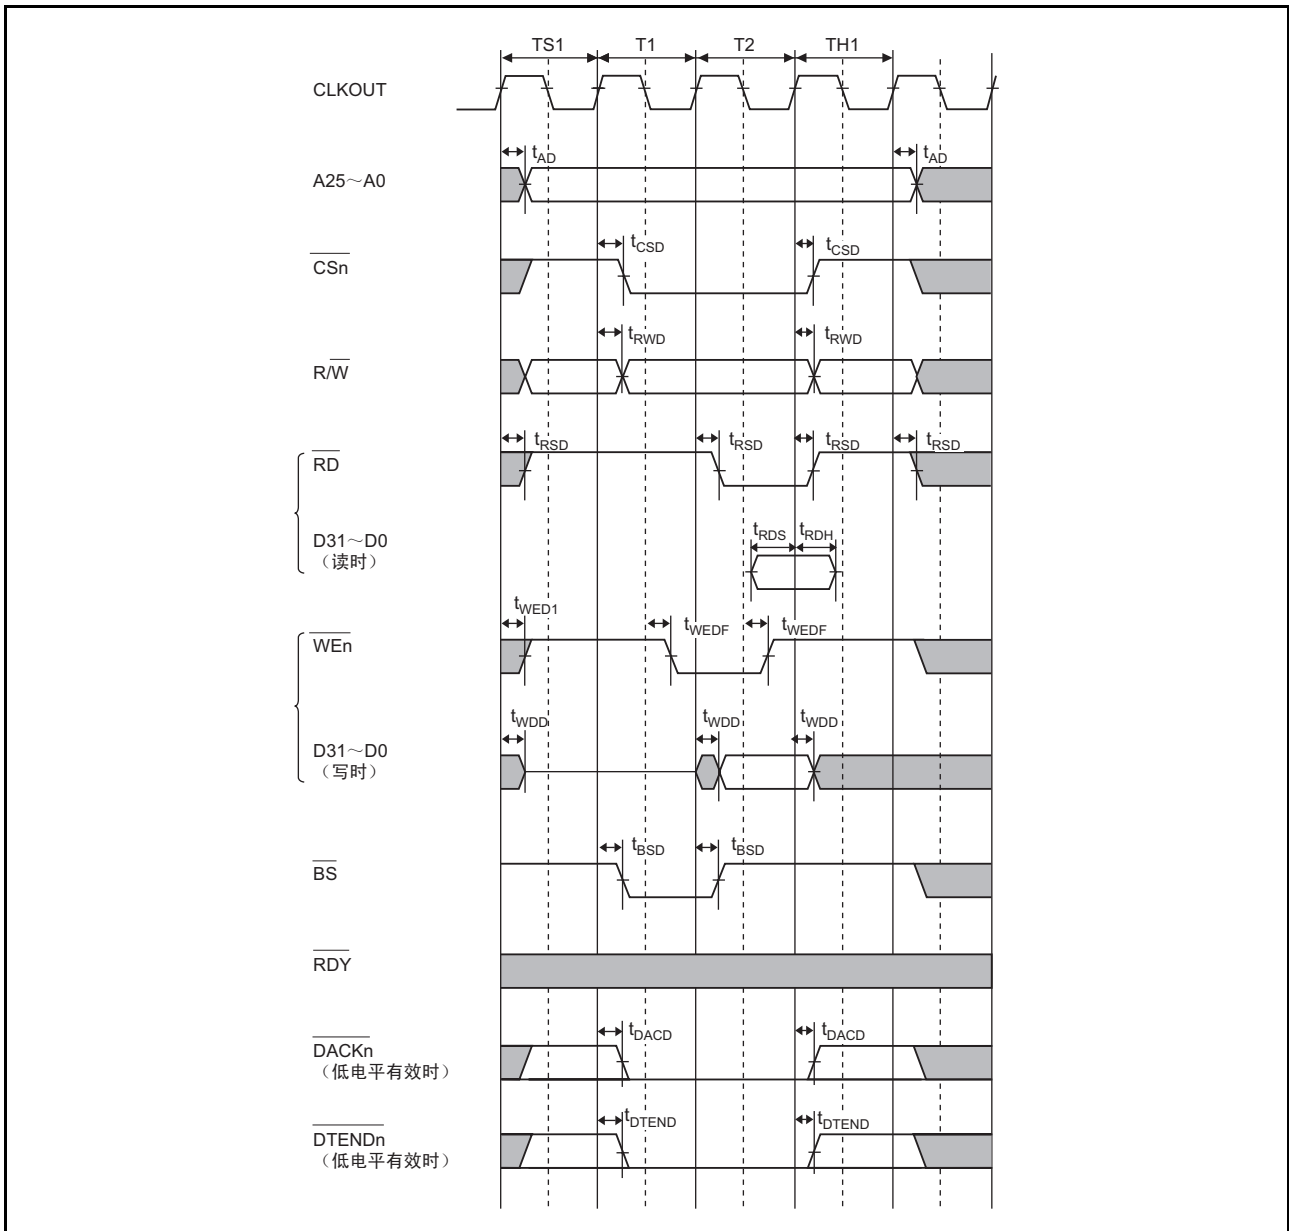 TS1 T1 T2 TH1
CLKOUT
tAD tAD
A25～A0
tCSD tCSD
CSn
tRWD tRWD
R/W
tRSD tRSD tRSD tRSD
RD
tRDS tRDH
D31～D0
（读时）
tWED1
tWEDF tWEDF
WEn
tWDD tWDD tWDD
D31～D0
（写时）
tBSD tBSD
BS
RDY
tDACD tDACD
DACKn
（低电平有效时）
tDTEND tDTEND
DTENDn
（低电平有效时）